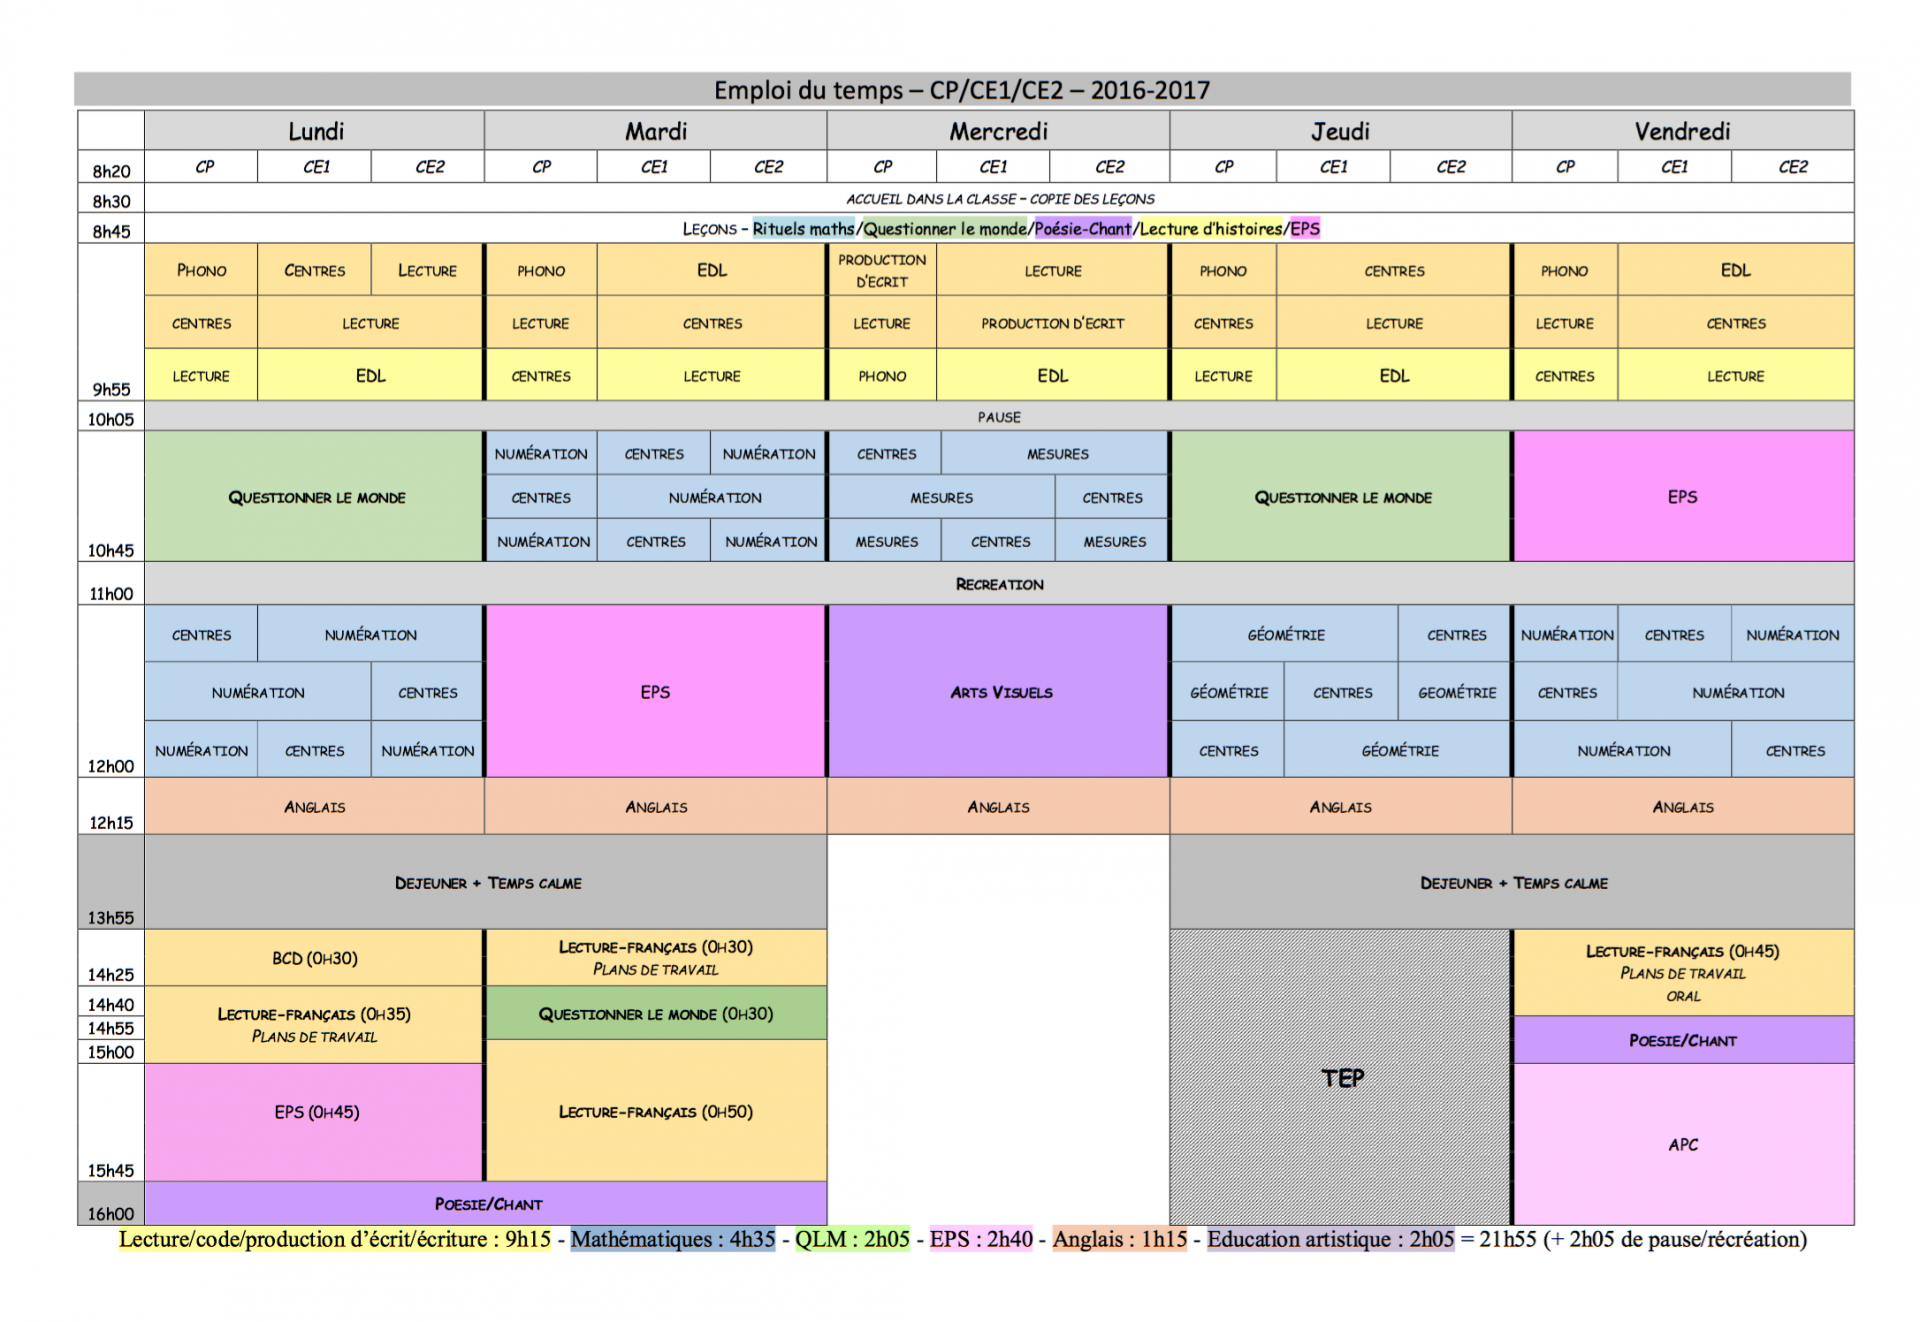 Emploi du temps – CP/CE1/CE2 – 2016-2017
Lundi Mardi Mercredi Jeudi Vendredi
8h20 CP CE1 CE2 CP CE1 CE2 CP CE1 CE2 CP CE1 CE2 CP CE1 CE2
8h30 ACCUEIL DANS LA CLASSE – COPIE DES LEÇONS
8h45 LEÇONS – Rituels maths/Questionner le monde/Poésie-Chant/Lecture d'histoires/EPS
PHONO CENTRES LECTURE PHONO EDL PRODUCTION D'ECRIT LECTURE PHONO CENTRES PHONO EDL
CENTRES LECTURE LECTURE CENTRES LECTURE PRODUCTION D'ECRIT CENTRES LECTURE LECTURE CENTRES
9h55 LECTURE EDL CENTRES LECTURE PHONO EDL LECTURE EDL CENTRES LECTURE
10h05 PAUSE
NUMÉRATION CENTRES NUMÉRATION CENTRES MESURES
QUESTIONNER LE MONDE CENTRES NUMÉRATION MESURES CENTRES QUESTIONNER LE MONDE EPS
10h45 NUMÉRATION CENTRES NUMÉRATION MESURES CENTRES MESURES
11h00 RECREATION
CENTRES NUMÉRATION GÉOMÉTRIE CENTRES NUMÉRATION CENTRES NUMÉRATION
NUMÉRATION CENTRES EPS ARTS VISUELS GÉOMÉTRIE CENTRES GEOMÉTRIE CENTRES NUMÉRATION
12h00 NUMÉRATION CENTRES NUMÉRATION CENTRES GÉOMÉTRIE NUMÉRATION CENTRES
12h15 ANGLAIS ANGLAIS ANGLAIS ANGLAIS ANGLAIS
13h55 DEJEUNER + TEMPS CALME DEJEUNER + TEMPS CALME
14h25 BCD (0H30) LECTURE-FRANÇAIS (0H30) LECTURE-FRANÇAIS (0H45)
PLANS DE TRAVAIL PLANS DE TRAVAIL
14h40 ORAL
14h55 LECTURE-FRANÇAIS (0H35) QUESTIONNER LE MONDE (0H30)
15h00 PLANS DE TRAVAIL POESIE/CHANT
TEP
15h45 EPS (0H45) LECTURE-FRANÇAIS (0H50) APC
16h00 POESIE/CHANT
Lecture/code/production d'écrit/écriture : 9h15 - Mathématiques : 4h35 - QLM : 2h05 - EPS : 2h40 - Anglais : 1h15 - Education artistique : 2h05 = 21h55 (+ 2h05 de pause/récréation)